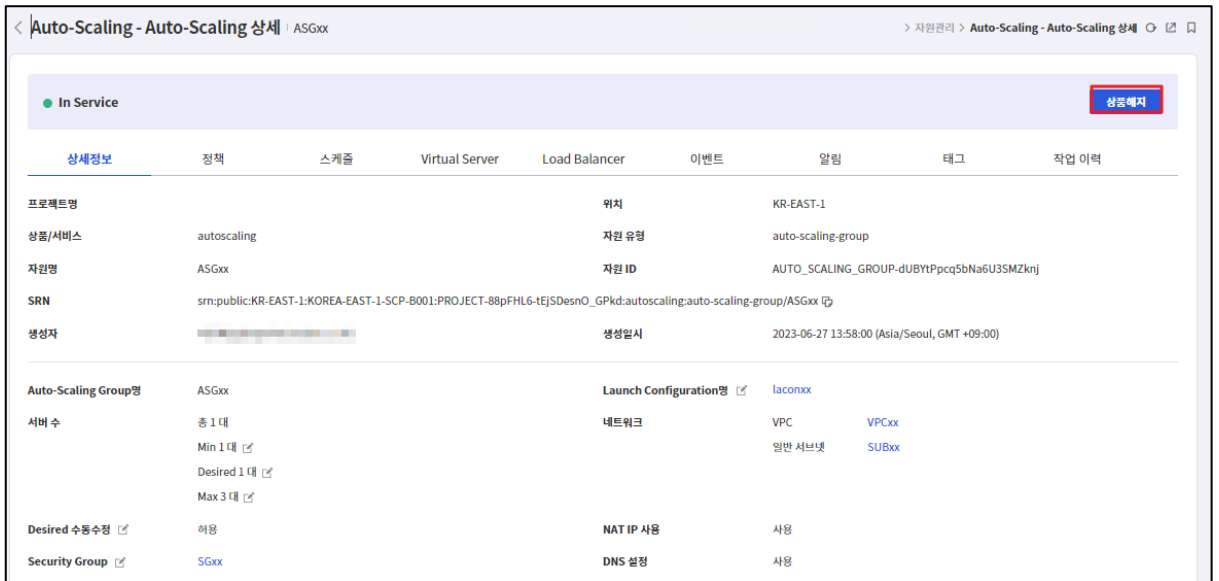 Auto-Scaling - Auto-Scaling 상세 ASGxx
> 자원관리 > Auto-Scaling - Auto-Scaling 상세
In Service
상품해지
상세정보 정책 스케줄 Virtual Server Load Balancer 이벤트 알림 태그 작업 이력
프로젝트명 위치 KR-EAST-1
상품/서비스 autoscaling 자원 유형 auto-scaling-group
자원명 ASGxx 자원 ID AUTO_SCALING_GROUP-dUBYtPpcq5bNa6U3SMZknj
SRN srn:public:KR-EAST-1:KOREA-EAST-1-SCP-B001:PROJECT-88pFHL6-tEjSDesnO_GPkd:autoscaling:auto-scaling-group/ASGxx
생성자 생성일시 2023-06-27 13:58:00 (Asia/Seoul, GMT +09:00)
Auto-Scaling Group명 ASGxx Launch Configuration명 laconxx
서버 수 총 1 대 네트워크 VPC VPCxx
Min 1 대 일반 서브넷 SUBxx
Desired 1 대
Max 3 대
Desired 수동수정 허용 NAT IP 사용 사용
Security Group SGxx DNS 설정 사용